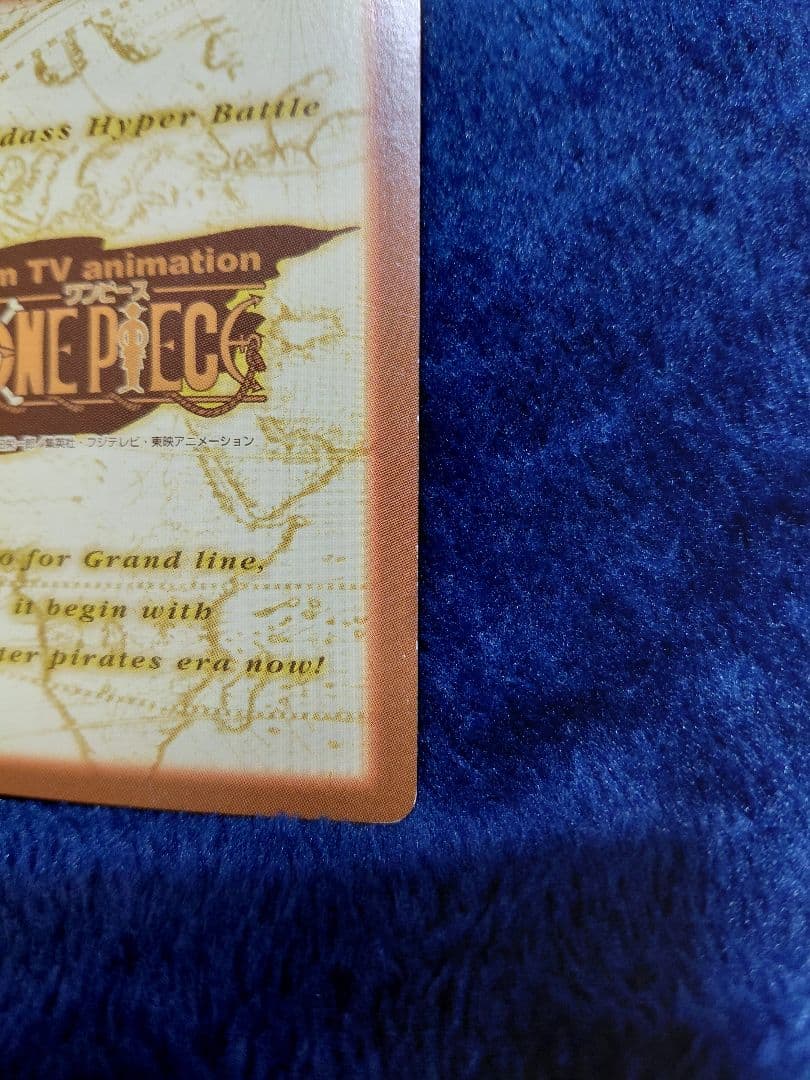 dass Hyper Battle
m TV animation
ワンピース
ONE PIECE
集英社・フジテレビ・東映アニメーション
o for Grand line,
it begin with
ter pirates era now!